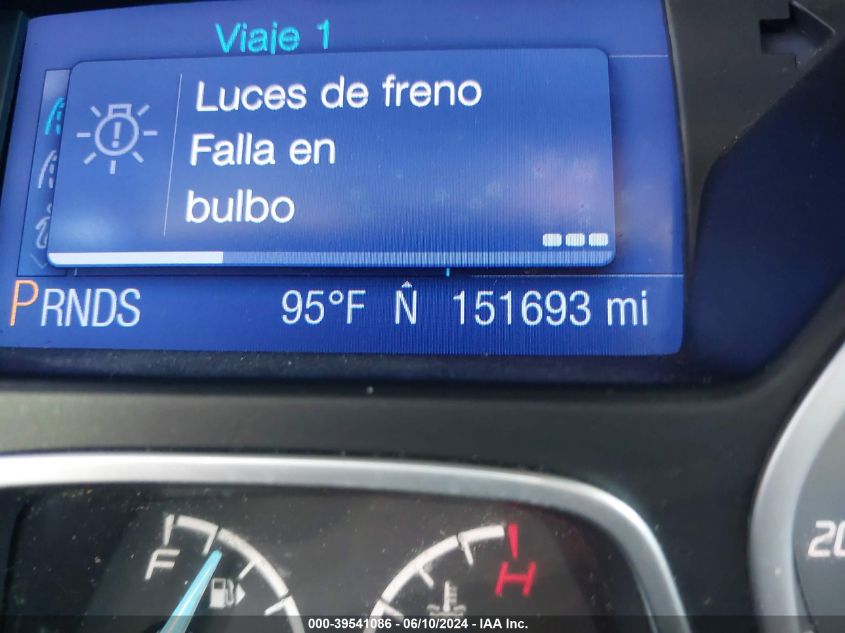 Viaje 1
Luces de freno
Falla en
bulbo
PRNDS 95°F N 151693 mi
F H
20
000-39541086 - 06/10/2024 - IAA Inc.